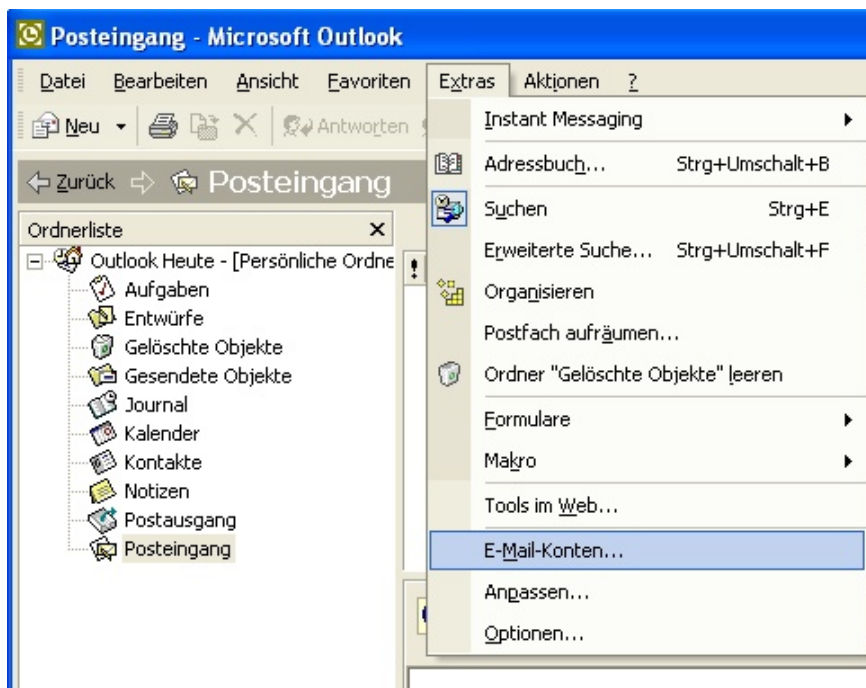 Posteingang - Microsoft Outlook
Datei Bearbeiten Ansicht Favoriten Extras Aktionen ?
Neu Antworten
Zurück Posteingang
Ordnerliste
Outlook Heute - [Persönliche Ordne
Aufgaben
Entwürfe
Gelöschte Objekte
Gesendete Objekte
Journal
Kalender
Kontakte
Notizen
Postausgang
Posteingang
Instant Messaging
Adressbuch... Strg+Umschalt+B
Suchen Strg+E
Erweiterte Suche... Strg+Umschalt+F
Organisieren
Postfach aufräumen...
Ordner "Gelöschte Objekte" leeren
Formulare
Makro
Tools im Web...
E-Mail-Konten...
Anpassen...
Optionen...